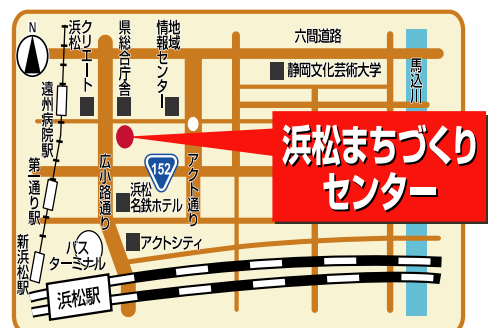 N
クリエート
浜松
県総合庁舎
地域
情報センター
六間道路
静岡文化芸術大学
馬込川
遠州病院駅
浜松まちづくり
センター
152
広小路通り
アクト通り
第一通り駅
浜松
名鉄ホテル
アクトシティ
バス
ターミナル
新浜松駅
浜松駅